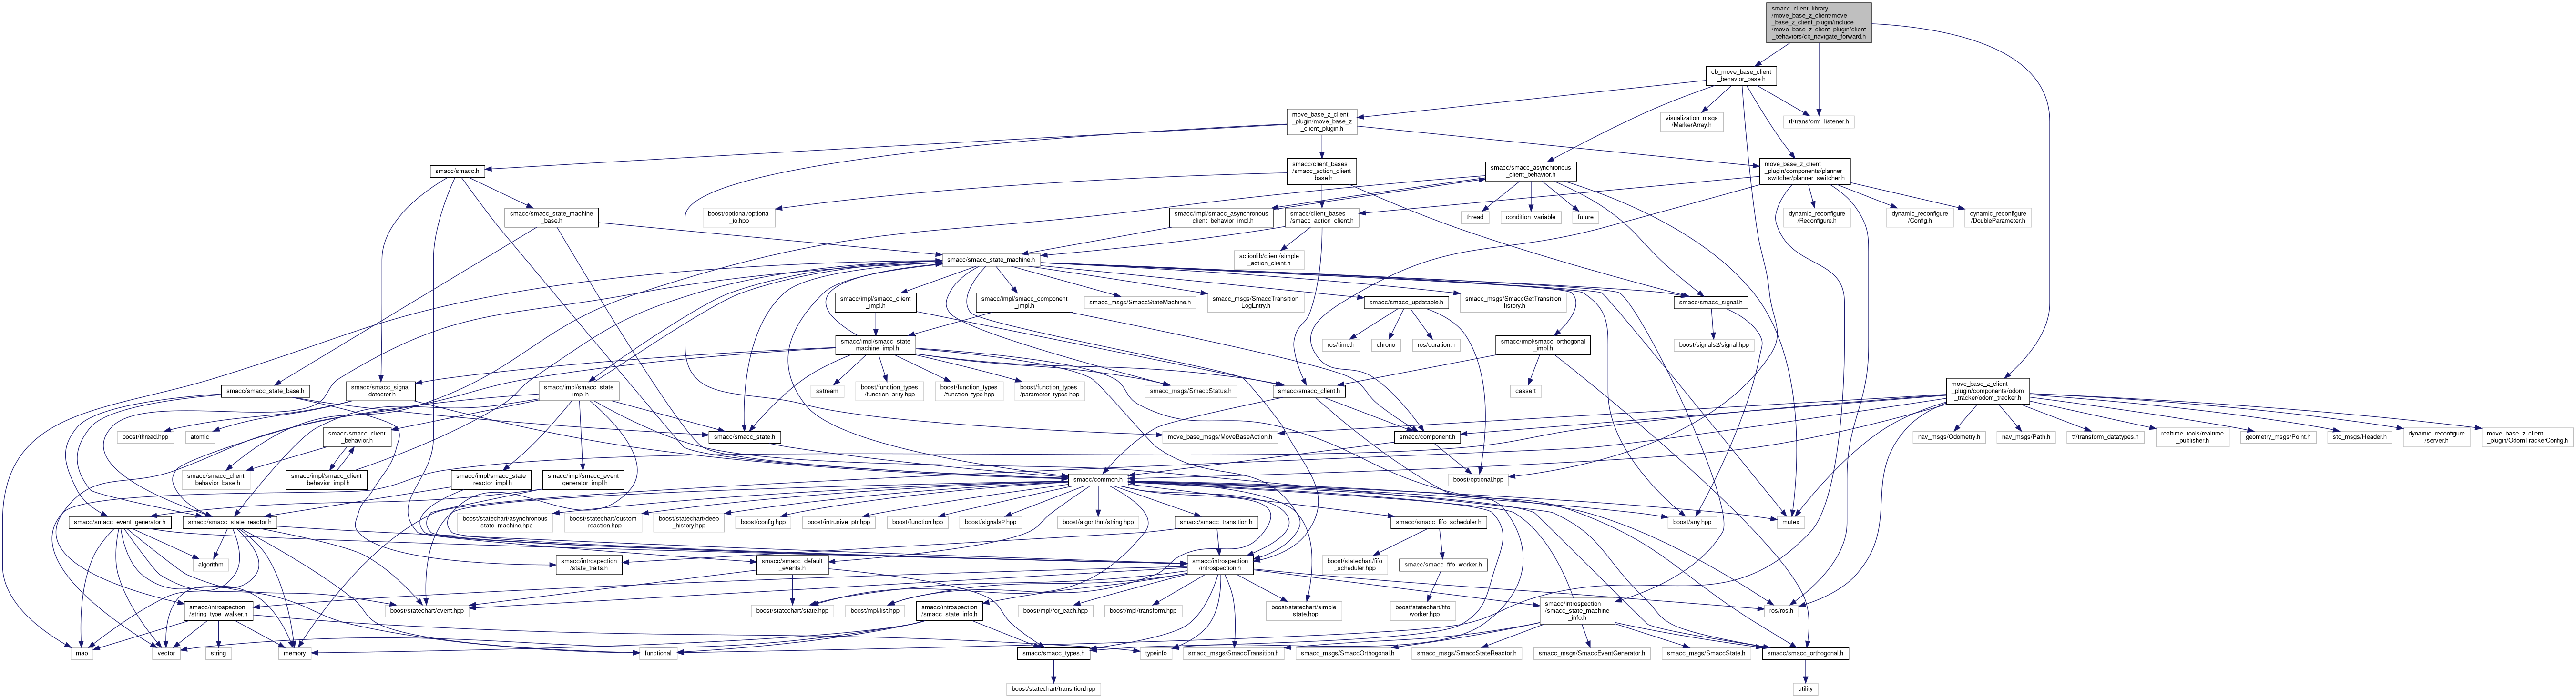 smacc_client_library
/move_base_z_client/move
_base_z_client_plugin/include
/move_base_z_client_plugin/client
_behaviors/cb_navigate_forward.h
cb_move_base_client
_behavior_base.h
move_base_z_client
_plugin/move_base_z
_client_plugin.h
visualization_msgs
/MarkerArray.h
tf/transform_listener.h
smacc/smacc.h
smacc/client_bases
/smacc_action_client
_base.h
smacc/smacc_asynchronous
_client_behavior.h
move_base_z_client
_plugin/components/planner
_switcher/planner_switcher.h
smacc/smacc_state_machine
_base.h
boost/optional/optional
_io.hpp
smacc/impl/smacc_asynchronous
_client_behavior_impl.h
smacc/client_bases
/smacc_action_client.h
thread
condition_variable
future
dynamic_reconfigure
/Reconfigure.h
dynamic_reconfigure
/Config.h
dynamic_reconfigure
/DoubleParameter.h
smacc/smacc_state_machine.h
actionlib/client/simple
_action_client.h
smacc/impl/smacc_client
_impl.h
smacc/impl/smacc_component
_impl.h
smacc_msgs/SmaccStateMachine.h
smacc_msgs/SmaccTransition
LogEntry.h
smacc/smacc_updatable.h
smacc_msgs/SmaccGetTransition
History.h
smacc/smacc_signal.h
smacc/impl/smacc_state
_machine_impl.h
ros/time.h
chrono
ros/duration.h
smacc/impl/smacc_orthogonal
_impl.h
boost/signals2/signal.hpp
smacc/smacc_state_base.h
smacc/smacc_signal
_detector.h
smacc/impl/smacc_state
_impl.h
sstream
boost/function_types
/function_arity.hpp
boost/function_types
/function_type.hpp
boost/function_types
/parameter_types.hpp
smacc_msgs/SmaccStatus.h
smacc/smacc_client.h
cassert
move_base_z_client
_plugin/components/odom
_tracker/odom_tracker.h
boost/thread.hpp
atomic
smacc/smacc_client
_behavior.h
smacc/smacc_state.h
move_base_msgs/MoveBaseAction.h
smacc/component.h
nav_msgs/Odometry.h
nav_msgs/Path.h
tf/transform_datatypes.h
realtime_tools/realtime
_publisher.h
geometry_msgs/Point.h
std_msgs/Header.h
dynamic_reconfigure
/server.h
move_base_z_client
_plugin/OdomTrackerConfig.h
smacc/smacc_client
_behavior_base.h
smacc/impl/smacc_client
_behavior_impl.h
smacc/impl/smacc_state
_reactor_impl.h
smacc/impl/smacc_event
_generator_impl.h
smacc/common.h
boost/optional.hpp
smacc/smacc_event_generator.h
smacc/smacc_state_reactor.h
boost/statechart/asynchronous
_state_machine.hpp
boost/statechart/custom
_reaction.hpp
boost/statechart/deep
_history.hpp
boost/config.hpp
boost/intrusive_ptr.hpp
boost/function.hpp
boost/signals2.hpp
boost/algorithm/string.hpp
smacc/smacc_transition.h
smacc/smacc_fifo_scheduler.h
boost/any.hpp
mutex
algorithm
smacc/introspection
/state_traits.h
smacc/smacc_default
_events.h
smacc/introspection
/introspection.h
boost/statechart/fifo
_scheduler.hpp
smacc/smacc_fifo_worker.h
smacc/introspection
/string_type_walker.h
boost/statechart/event.hpp
boost/statechart/state.hpp
boost/mpl/list.hpp
smacc/introspection
/smacc_state_info.h
boost/mpl/for_each.hpp
boost/mpl/transform.hpp
boost/statechart/simple
_state.hpp
boost/statechart/fifo
_worker.hpp
smacc/introspection
/smacc_state_machine
_info.h
ros/ros.h
map
vector
string
memory
functional
smacc/smacc_types.h
typeinfo
smacc_msgs/SmaccTransition.h
smacc_msgs/SmaccOrthogonal.h
smacc_msgs/SmaccStateReactor.h
smacc_msgs/SmaccEventGenerator.h
smacc_msgs/SmaccState.h
smacc/smacc_orthogonal.h
boost/statechart/transition.hpp
utility